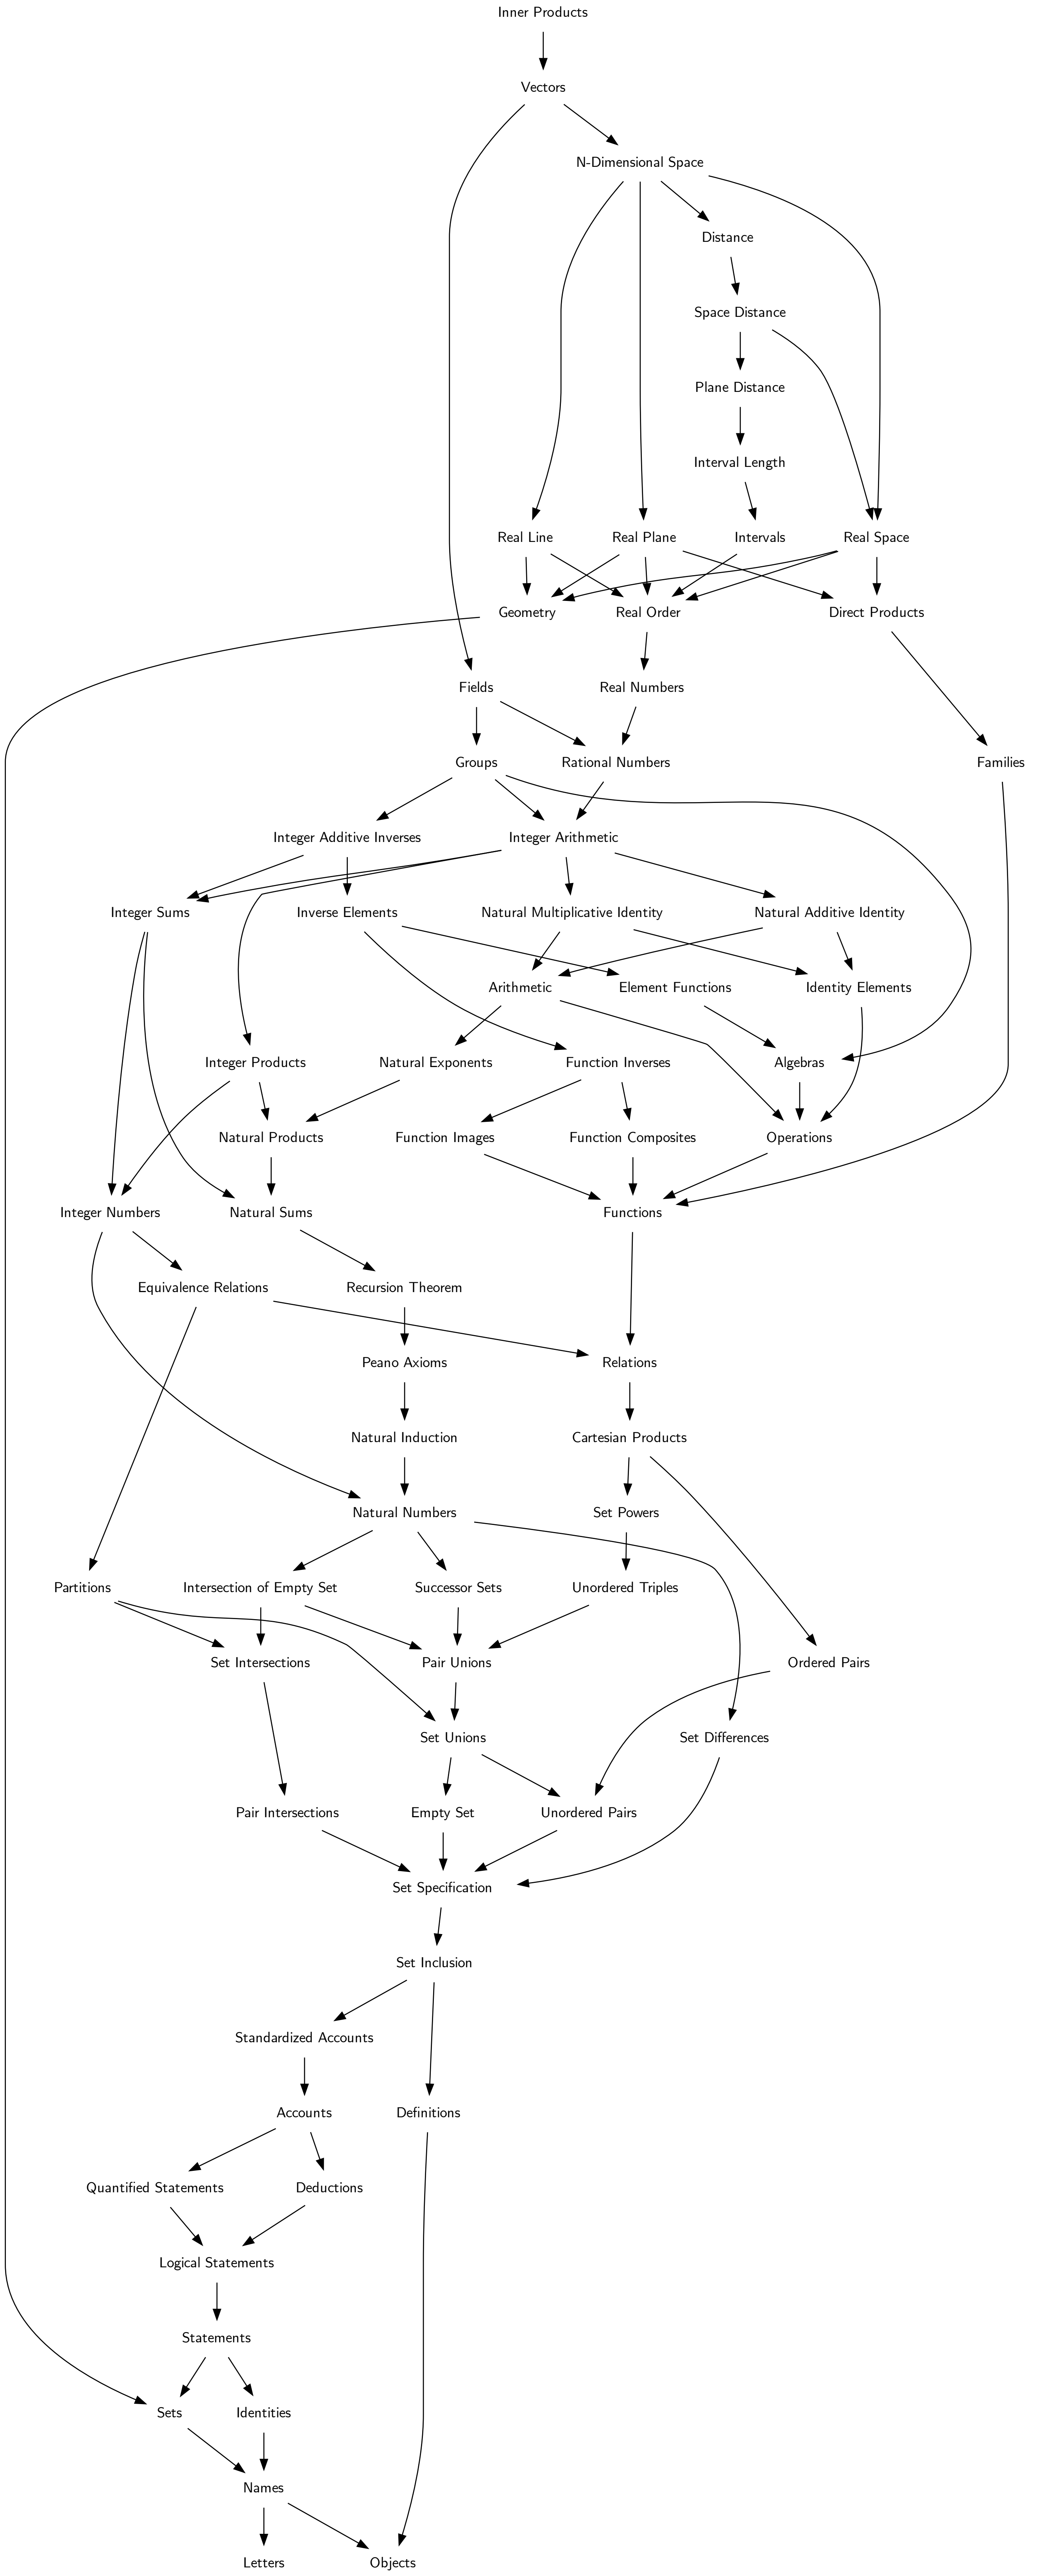 Inner Products
Vectors
N-Dimensional Space
Distance
Space Distance
Plane Distance
Interval Length
Real Line
Real Plane
Intervals
Real Space
Geometry
Real Order
Direct Products
Fields
Real Numbers
Groups
Rational Numbers
Families
Integer Additive Inverses
Integer Arithmetic
Integer Sums
Inverse Elements
Natural Multiplicative Identity
Natural Additive Identity
Arithmetic
Element Functions
Identity Elements
Integer Products
Natural Exponents
Function Inverses
Algebras
Natural Products
Function Images
Function Composites
Operations
Integer Numbers
Natural Sums
Functions
Equivalence Relations
Recursion Theorem
Peano Axioms
Relations
Natural Induction
Cartesian Products
Natural Numbers
Set Powers
Partitions
Intersection of Empty Set
Successor Sets
Unordered Triples
Set Intersections
Pair Unions
Ordered Pairs
Set Unions
Set Differences
Pair Intersections
Empty Set
Unordered Pairs
Set Specification
Set Inclusion
Standardized Accounts
Accounts
Definitions
Quantified Statements
Deductions
Logical Statements
Statements
Sets
Identities
Names
Letters
Objects